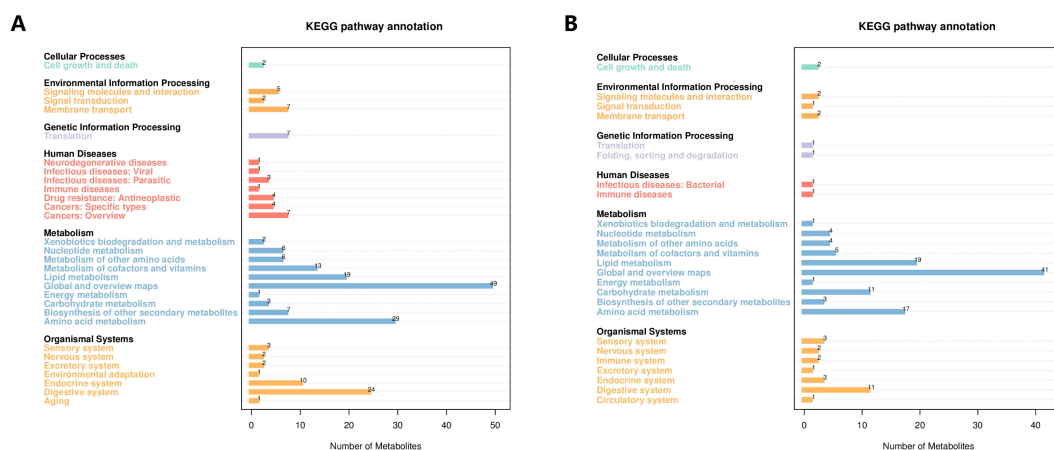 A
KEGG pathway annotation
Cellular Processes
Cell growth and death 2
Environmental Information Processing
Signaling molecules and interaction 5
Signal transduction 2
Membrane transport 7
Genetic Information Processing
Translation 7
Human Diseases
Neurodegenerative diseases 1
Infectious diseases: Viral 1
Infectious diseases: Parasitic 3
Immune diseases 1
Drug resistance: Antineoplastic 4
Cancers: Specific types 4
Cancers: Overview 7
Metabolism
Xenobiotics biodegradation and metabolism 2
Nucleotide metabolism 6
Metabolism of other amino acids 6
Metabolism of cofactors and vitamins 13
Lipid metabolism 19
Global and overview maps 49
Energy metabolism 1
Carbohydrate metabolism 3
Biosynthesis of other secondary metabolites 7
Amino acid metabolism 29
Organismal Systems
Sensory system 3
Nervous system 2
Excretory system 2
Environmental adaptation 1
Endocrine system 10
Digestive system 24
Aging 1
0 10 20 30 40 50
Number of Metabolites
B
KEGG pathway annotation
Cellular Processes
Cell growth and death 2
Environmental Information Processing
Signaling molecules and interaction 2
Signal transduction 1
Membrane transport 2
Genetic Information Processing
Translation 1
Folding, sorting and degradation 1
Human Diseases
Infectious diseases: Bacterial 1
Immune diseases 1
Metabolism
Xenobiotics biodegradation and metabolism 1
Nucleotide metabolism 4
Metabolism of other amino acids 4
Metabolism of cofactors and vitamins 5
Lipid metabolism 19
Global and overview maps 41
Energy metabolism 1
Carbohydrate metabolism 11
Biosynthesis of other secondary metabolites 3
Amino acid metabolism 17
Organismal Systems
Sensory system 3
Nervous system 2
Immune system 2
Excretory system 1
Endocrine system 3
Digestive system 11
Circulatory system 1
0 10 20 30 40
Number of Metabolites